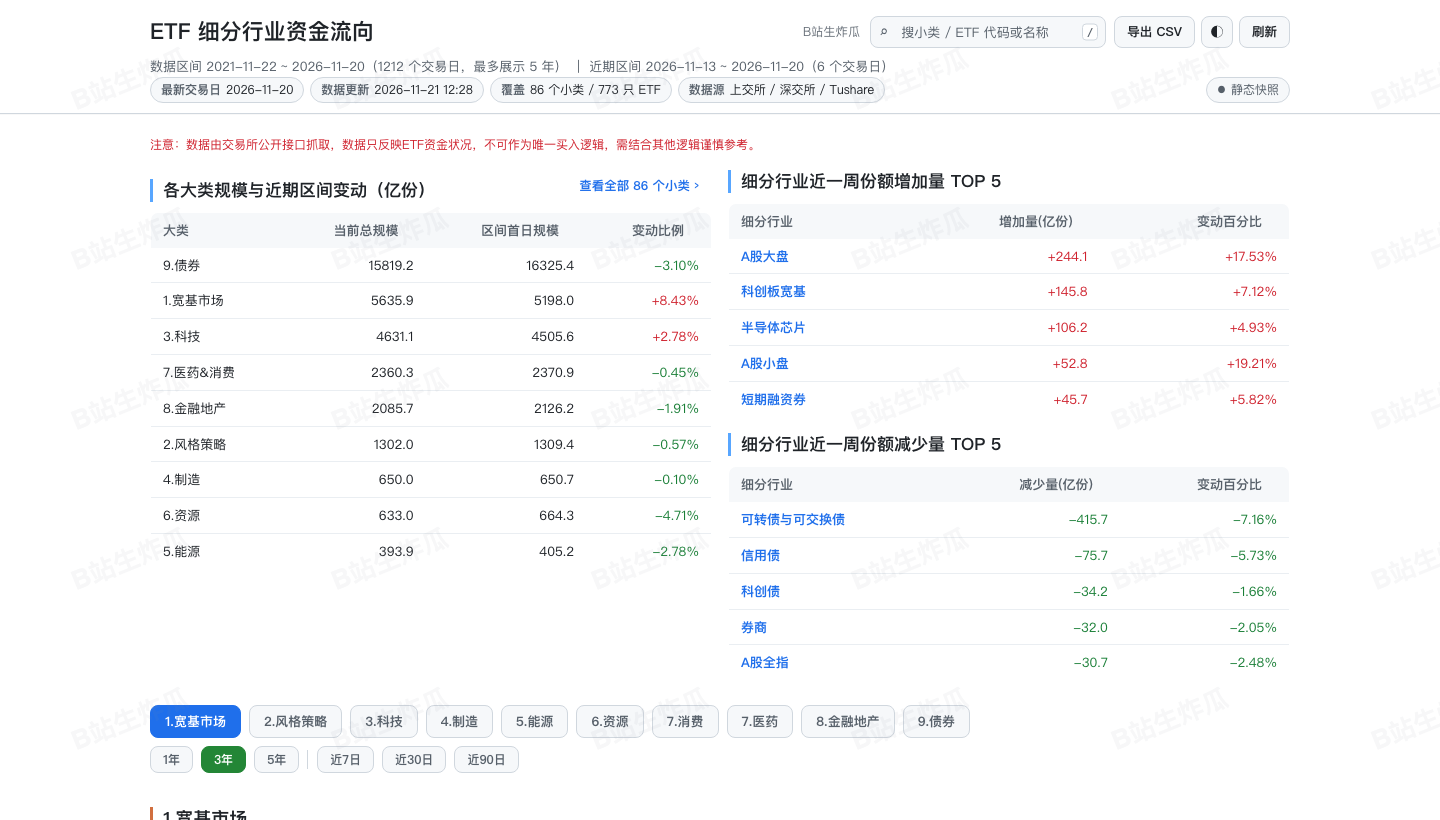 ETF 细分行业资金流向
B站生炸瓜
搜小类 / ETF 代码或名称 /
导出 CSV
刷新
数据区间 2021-11-22 ~ 2026-11-20（1212 个交易日，最多展示 5 年） | 近期区间 2026-11-13 ~ 2026-11-20（6 个交易日）
最新交易日 2026-11-20
数据更新 2026-11-21 12:28
覆盖 86 个小类 / 773 只 ETF
数据源 上交所 / 深交所 / Tushare
静态快照
注意：数据由交易所公开接口抓取，数据只反映ETF资金状况，不可作为唯一买入逻辑，需结合其他逻辑谨慎参考。
各大类规模与近期区间变动（亿份）
查看全部 86 个小类 ›
大类 当前总规模 区间首日规模 变动比例
9.债券 15819.2 16325.4 -3.10%
1.宽基市场 5635.9 5198.0 +8.43%
3.科技 4631.1 4505.6 +2.78%
7.医药&消费 2360.3 2370.9 -0.45%
8.金融地产 2085.7 2126.2 -1.91%
2.风格策略 1302.0 1309.4 -0.57%
4.制造 650.0 650.7 -0.10%
6.资源 633.0 664.3 -4.71%
5.能源 393.9 405.2 -2.78%
细分行业近一周份额增加量 TOP 5
细分行业 增加量(亿份) 变动百分比
A股大盘 +244.1 +17.53%
科创板宽基 +145.8 +7.12%
半导体芯片 +106.2 +4.93%
A股小盘 +52.8 +19.21%
短期融资券 +45.7 +5.82%
细分行业近一周份额减少量 TOP 5
细分行业 减少量(亿份) 变动百分比
可转债与可交换债 -415.7 -7.16%
信用债 -75.7 -5.73%
科创债 -34.2 -1.66%
券商 -32.0 -2.05%
A股全指 -30.7 -2.48%
1.宽基市场 2.风格策略 3.科技 4.制造 5.能源 6.资源 7.消费 7.医药 8.金融地产 9.债券
1年 3年 5年 近7日 近30日 近90日
1.宽基市场